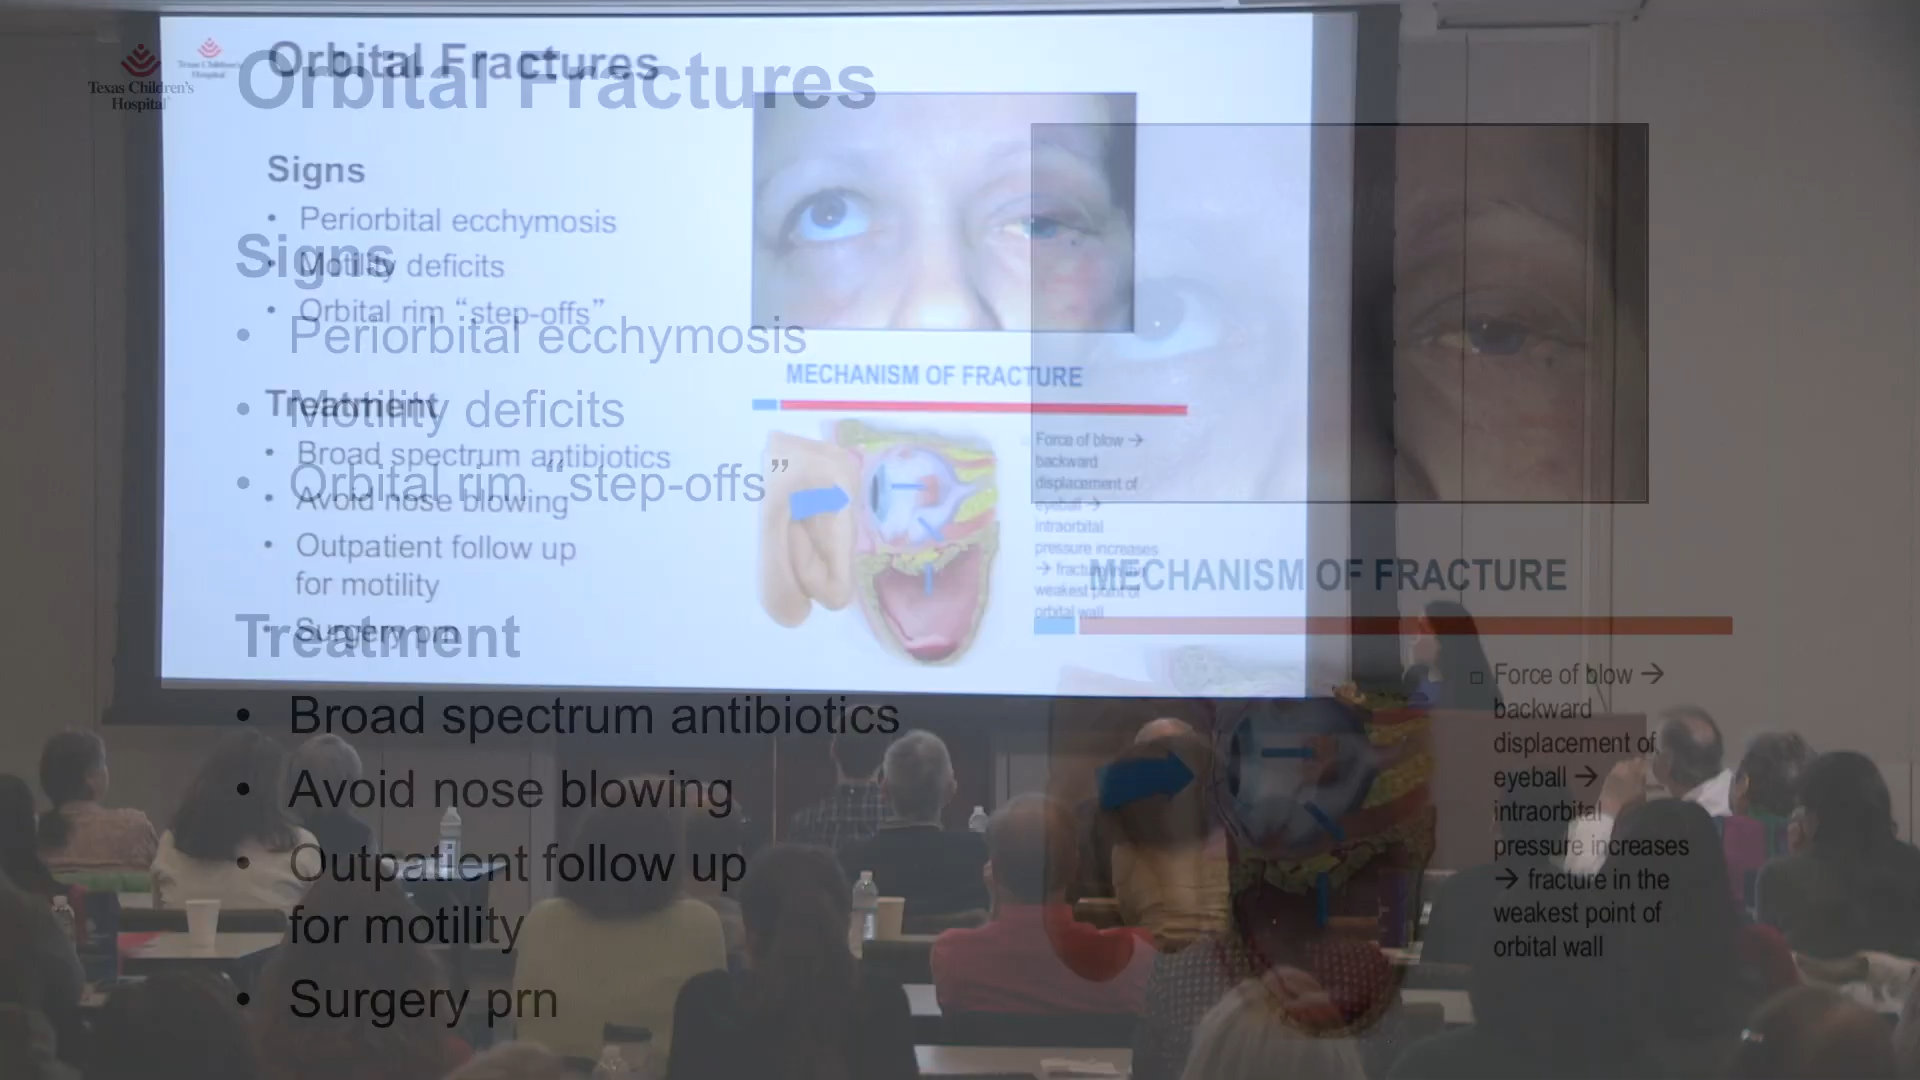 Texas Children's
Hospital
Orbital Fractures
Signs
• Periorbital ecchymosis
• Motility deficits
• Orbital rim “step-offs”
Treatment
• Broad spectrum antibiotics
• Avoid nose blowing
• Outpatient follow up
for motility
• Surgery prn
MECHANISM OF FRACTURE
Force of blow →
backward
displacement of
eyeball →
intraorbital
pressure increases
→ fracture in the
weakest point of
orbital wall
Texas Children's
Hospital
Orbital Fractures
Signs
• Periorbital ecchymosis
• Motility deficits
• Orbital rim “step-offs”
Treatment
• Broad spectrum antibiotics
• Avoid nose blowing
• Outpatient follow up
for motility
• Surgery prn
MECHANISM OF FRACTURE
□ Force of blow →
backward
displacement of
eyeball →
intraorbital
pressure increases
→ fracture in the
weakest point of
orbital wall